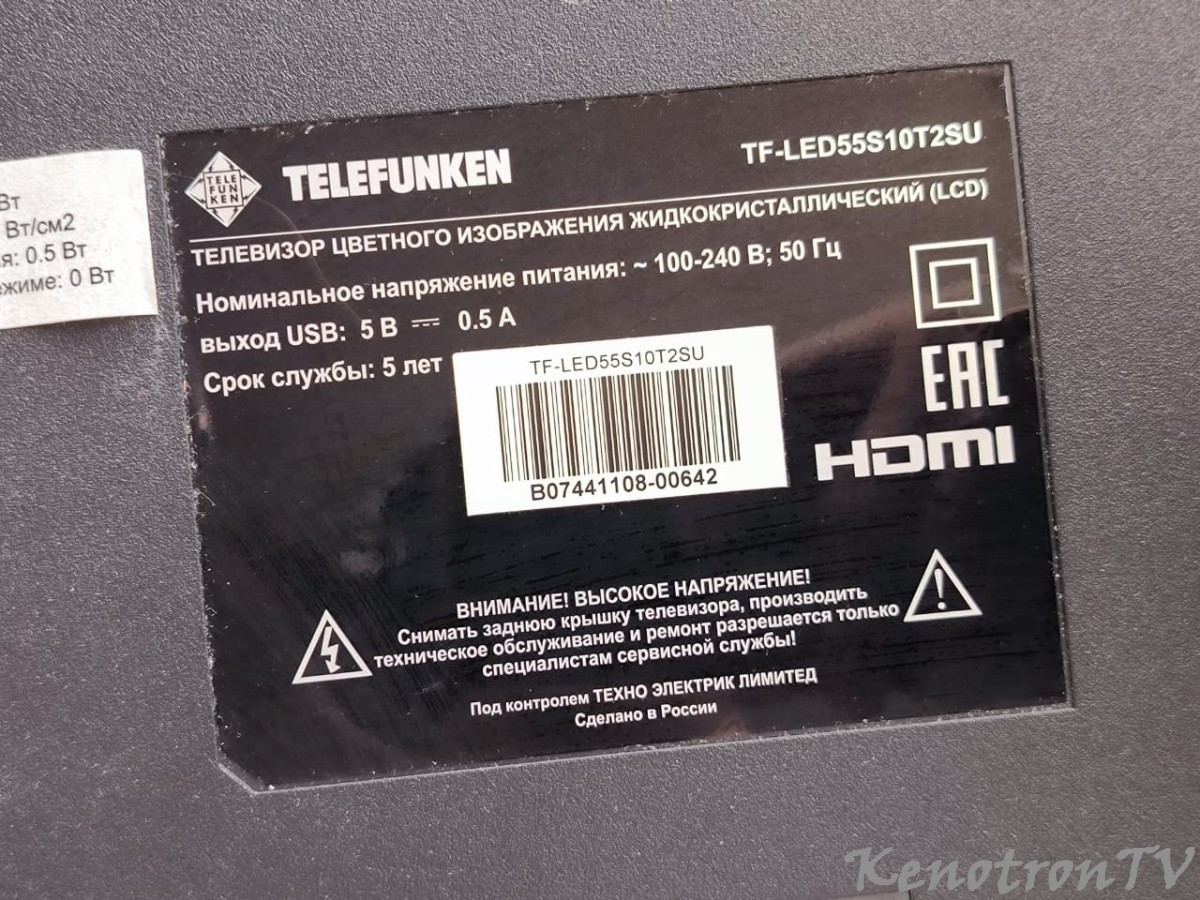 Вт
Вт/см2
я: 0.5 Вт
ежиме: 0 Вт
TELE
FUN
KEN
TELEFUNKEN
TF-LED55S10T2SU
ТЕЛЕВИЗОР ЦВЕТНОГО ИЗОБРАЖЕНИЯ ЖИДКОКРИСТАЛЛИЧЕСКИЙ (LCD)
Номинальное напряжение питания: ~ 100-240 В; 50 Гц
выход USB: 5 В ⎓ 0.5 А
Срок службы: 5 лет
TF-LED55S10T2SU
B07441108-00642
EAC
HDMI
ВНИМАНИЕ! ВЫСОКОЕ НАПРЯЖЕНИЕ!
Снимать заднюю крышку телевизора, производить
техническое обслуживание и ремонт разрешается только
специалистам сервисной службы!
Под контролем ТЕХНО ЭЛЕКТРИК ЛИМИТЕД
Сделано в России
KenotronTV